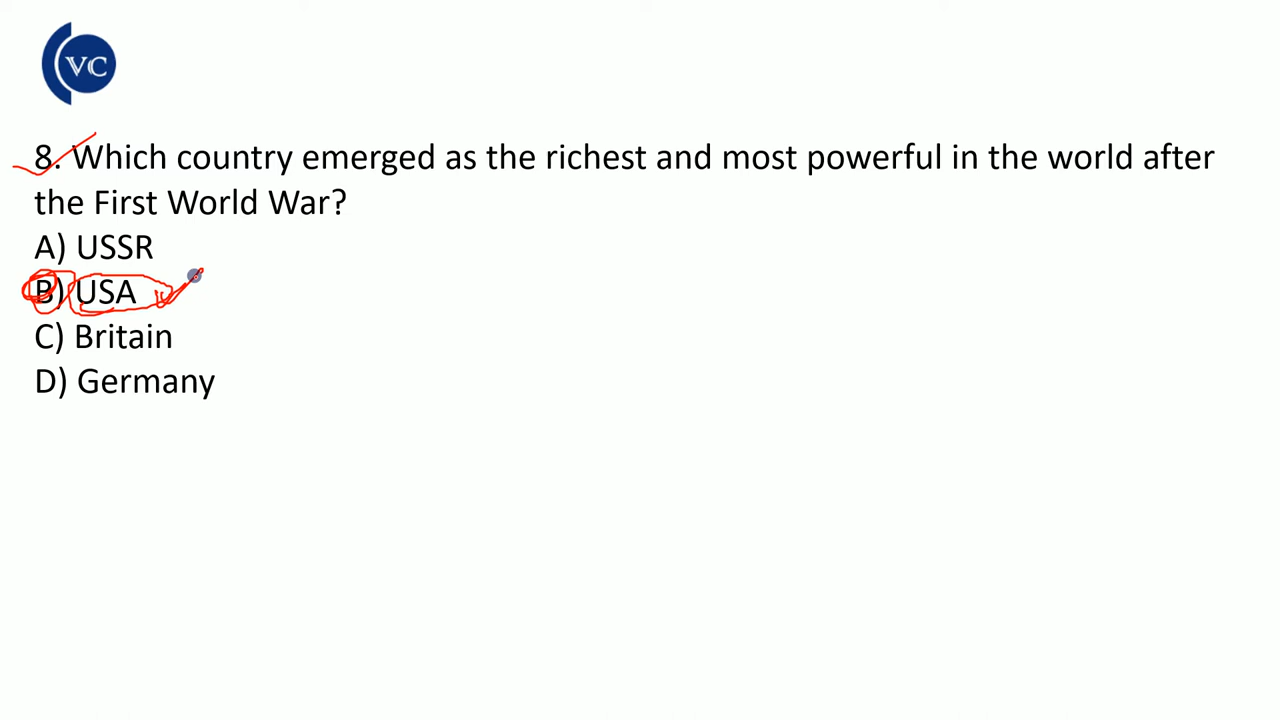 VC
8. Which country emerged as the richest and most powerful in the world after
the First World War?
A) USSR
B) USA
C) Britain
D) Germany